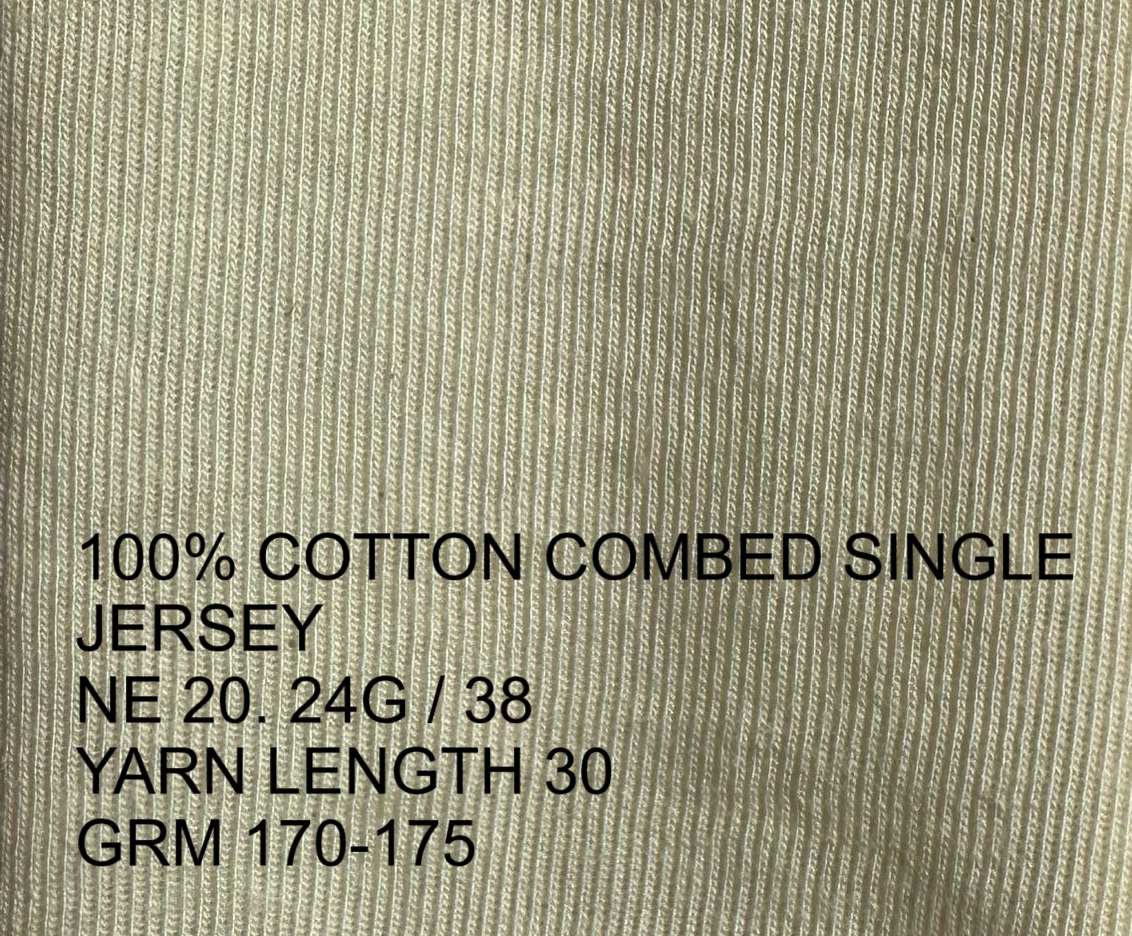 100% COTTON COMBED SINGLE
JERSEY
NE 20. 24G / 38
YARN LENGTH 30
GRM 170-175